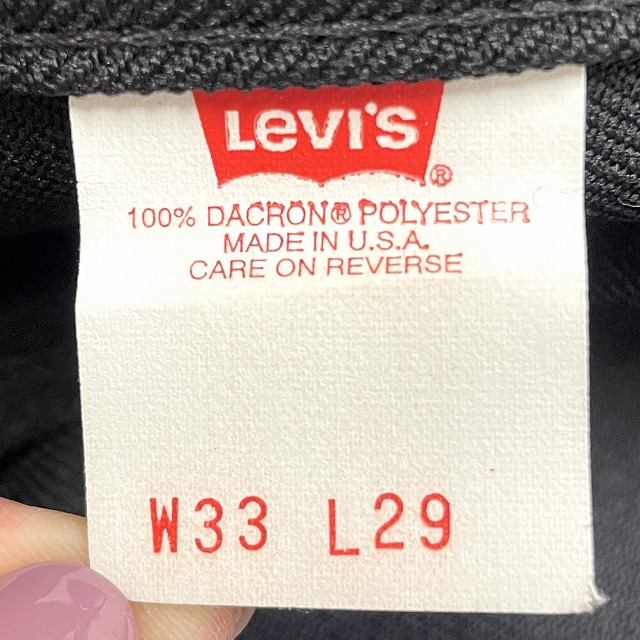 Levi's ®
100% DACRON® POLYESTER
MADE IN U.S.A.
CARE ON REVERSE
W33 L29